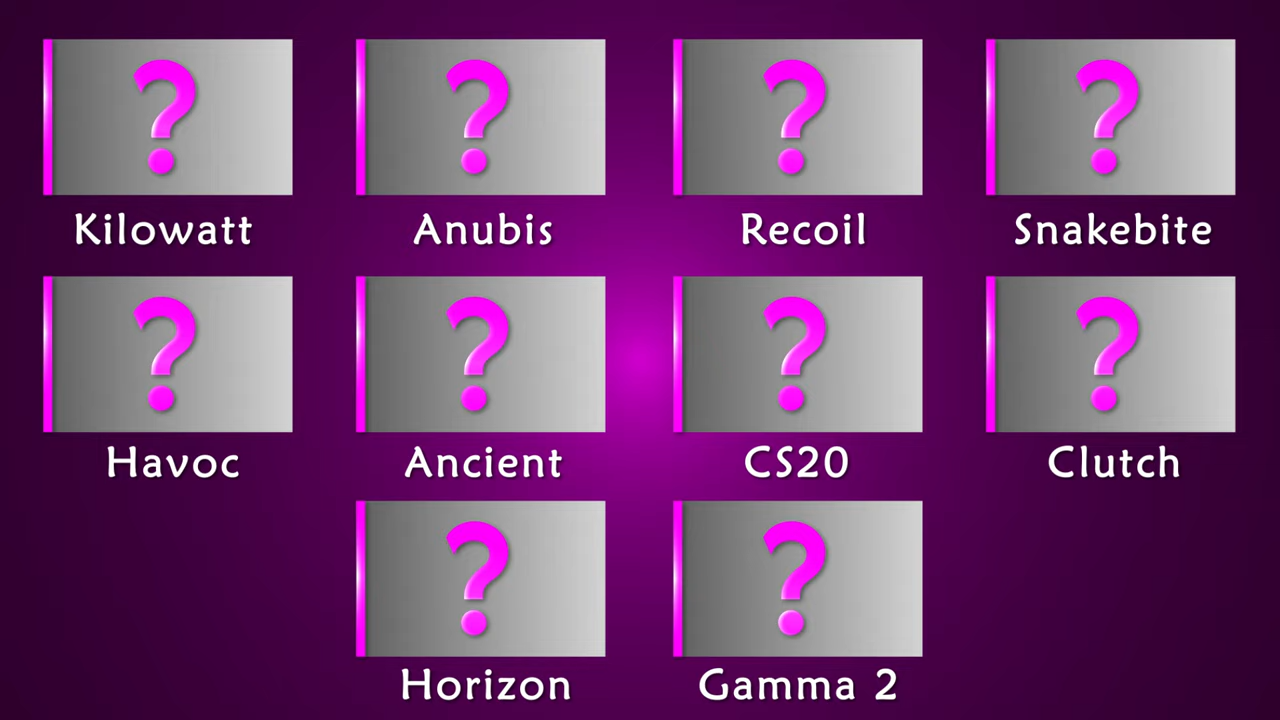 ? ? ? ?
Kilowatt Anubis Recoil Snakebite
? ? ? ?
Havoc Ancient CS20 Clutch
? ?
Horizon Gamma 2